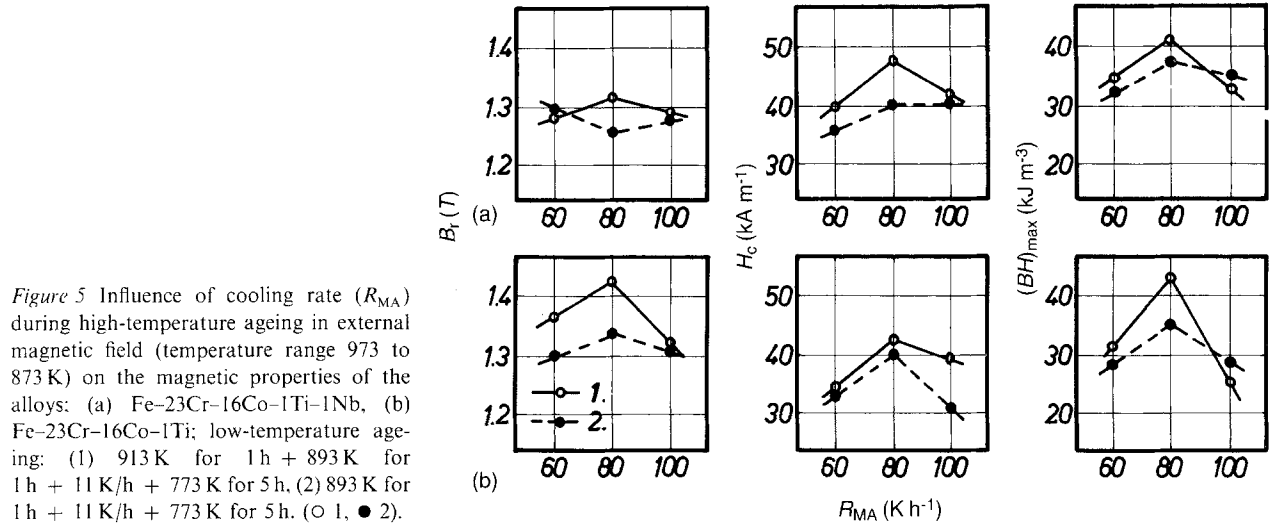 1.4
1.3
1.2
60 80 100
(a)
Bᵣ (T)
50
40
30
60 80 100
H_c (kA m⁻¹)
40
30
20
60 80 100
(BH)_max (kJ m⁻³)
1.4
1.3
1.2
1.
2.
60 80 100
(b)
50
40
30
60 80 100
R_MA (K h⁻¹)
40
30
20
60 80 100
Figure 5 Influence of cooling rate (R_MA)
during high-temperature ageing in external
magnetic field (temperature range 973 to
873 K) on the magnetic properties of the
alloys: (a) Fe–23Cr–16Co–1Ti–1Nb, (b)
Fe–23Cr–16Co–1Ti; low-temperature age-
ing: (1) 913 K for 1 h + 893 K for
1 h + 11 K/h + 773 K for 5 h, (2) 893 K for
1 h + 11 K/h + 773 K for 5 h. (○ 1, ● 2).